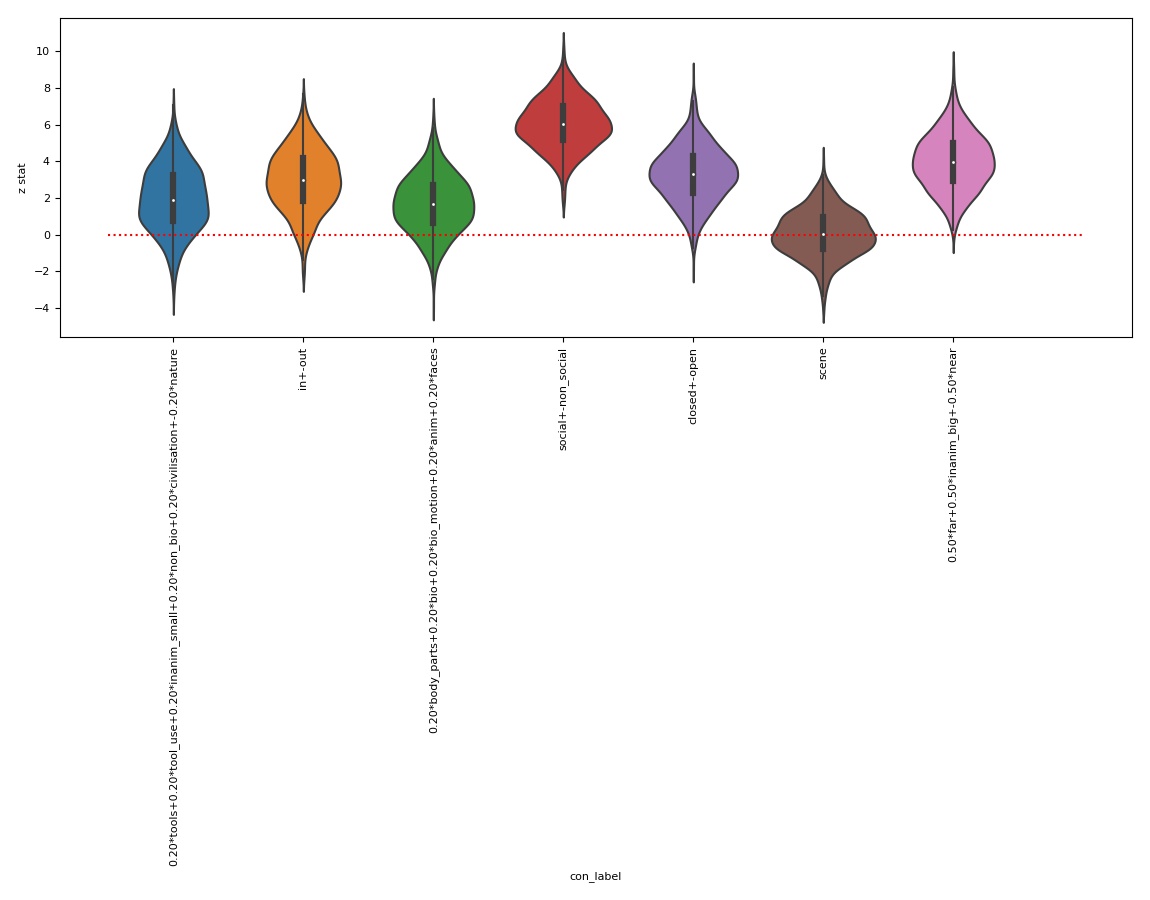 10
8
6
4
2
0
−2
−4
z stat
0.20*tools+0.20*tool_use+0.20*inanim_small+0.20*non_bio+0.20*civilisation+-0.20*nature
in+-out
0.20*body_parts+0.20*bio+0.20*bio_motion+0.20*anim+0.20*faces
social+-non_social
closed+-open
scene
0.50*far+0.50*inanim_big+-0.50*near
con_label